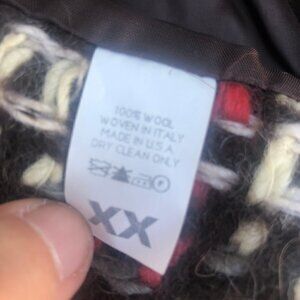 100% WOOL
WOVEN IN ITALY
MADE IN U.S.A.
DRY CLEAN ONLY
XX